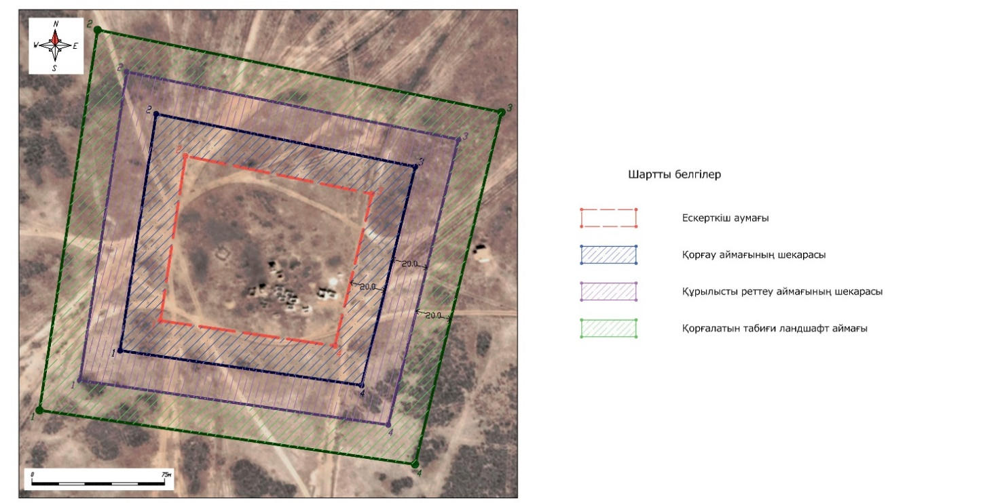 N
W E
S
2
2
3
2
3
2
3
3
20.0
20.0
20.0
1
4
1
4
1
4
4
0 75м
Шартты белгілер
Ескерткіш аумағы
Қорғау аймағының шекарасы
Құрылысты реттеу аймағының шекарасы
Қорғалатын табиғи ландшафт аймағы